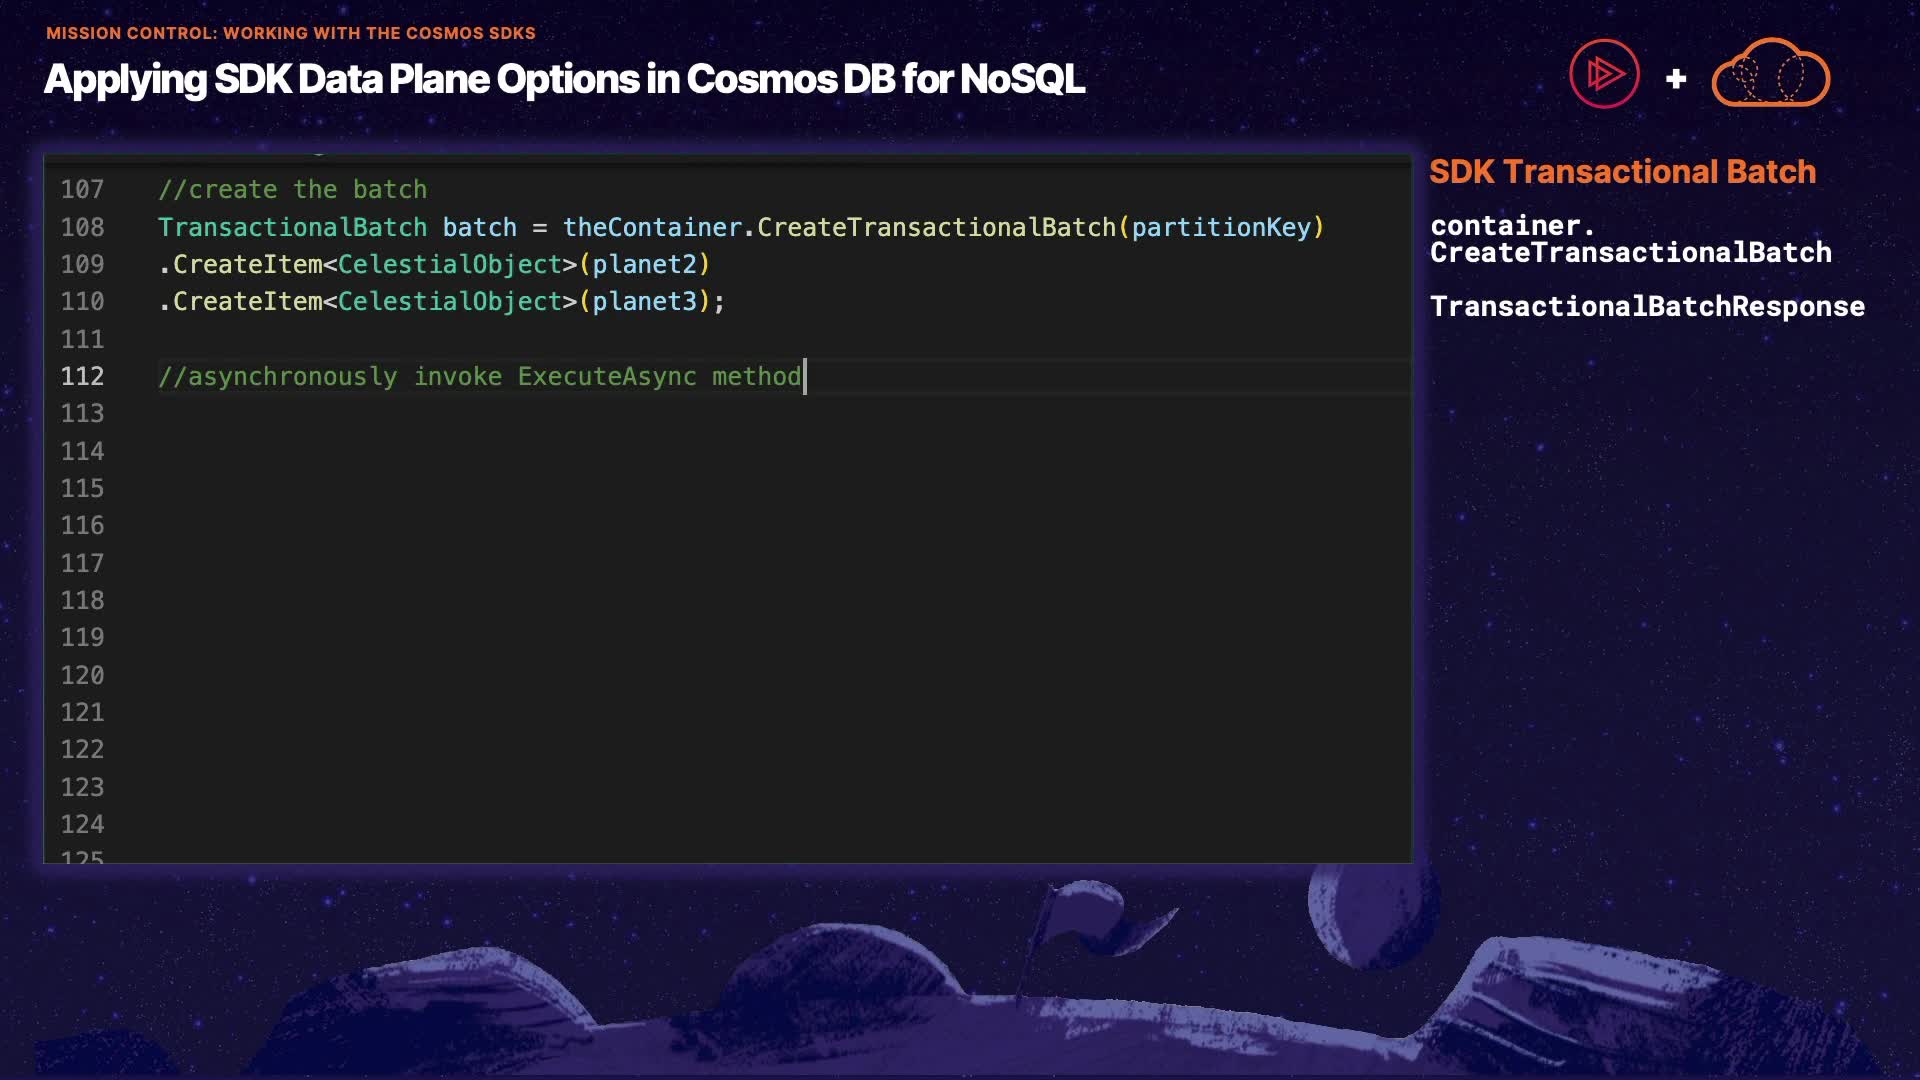 MISSION CONTROL: WORKING WITH THE COSMOS SDKS
Applying SDK Data Plane Options in Cosmos DB for NoSQL
107 //create the batch
108 TransactionalBatch batch = theContainer.CreateTransactionalBatch(partitionKey)
109 .CreateItem<CelestialObject>(planet2)
110 .CreateItem<CelestialObject>(planet3);
111
112 //asynchronously invoke ExecuteAsync method
113
114
115
116
117
118
119
120
121
122
123
124
125
SDK Transactional Batch
container.
CreateTransactionalBatch
TransactionalBatchResponse